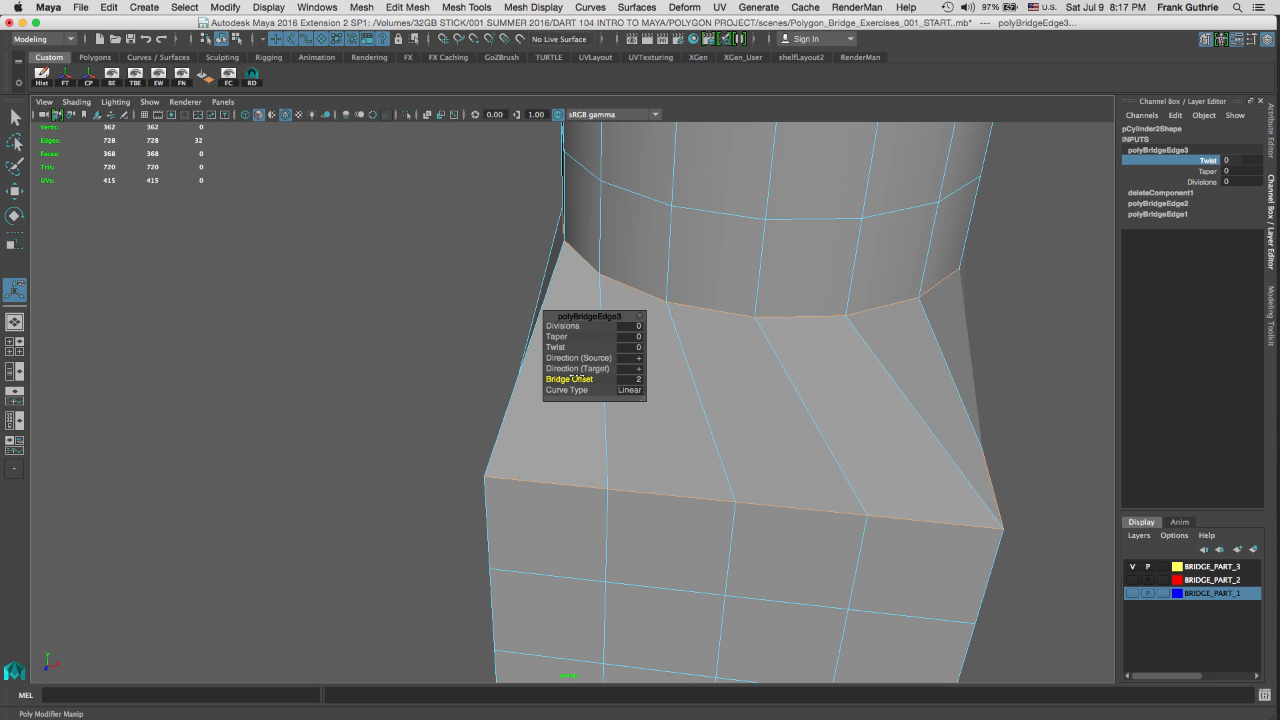 Maya File Edit Create Select Modify Display Windows Mesh Edit Mesh Mesh Tools Mesh Display Curves Surfaces Deform UV Generate Cache RenderMan Help 97% U.S. Sat Jul 9 8:17 PM Frank Guthrie
Autodesk Maya 2016 Extension 2 SP1: /Volumes/32GB STICK/001 SUMMER 2016/DART 104 INTRO TO MAYA/POLYGON PROJECT/scenes/Polygon_Bridge_Exercises_001_START..mb* --- polyBridgeEdge3...
Modeling No Live Surface Sign In
Custom Polygons Curves / Surfaces Sculpting Rigging Animation Rendering FX FX Caching GoZBrush TURTLE UVLayout UVTexturing XGen XGen_User shelfLayout2 RenderMan
Hist FT CP BE TBE EW FN FC RD
View Shading Lighting Show Renderer Panels
0.00 1.00 sRGB gamma
Verts: 362 362 0
Edges: 728 728 32
Faces: 368 368 0
Tris: 720 720 0
UVs: 415 415 0
polyBridgeEdge3
Divisions 0
Taper 0
Twist 0
Direction (Source) +
Direction (Target) +
Bridge Offset 2
Curve Type Linear
persp
Channel Box / Layer Editor
Channels Edit Object Show
pCylinder2Shape
INPUTS
polyBridgeEdge3
Twist 0
Taper 0
Divisions 0
deleteComponent1
polyBridgeEdge2
polyBridgeEdge1
Attribute Editor
Channel Box / Layer Editor
Modeling Toolkit
Display Anim
Layers Options Help
V P BRIDGE_PART_3
BRIDGE_PART_2
P BRIDGE_PART_1
MEL
Poly Modifier Manip